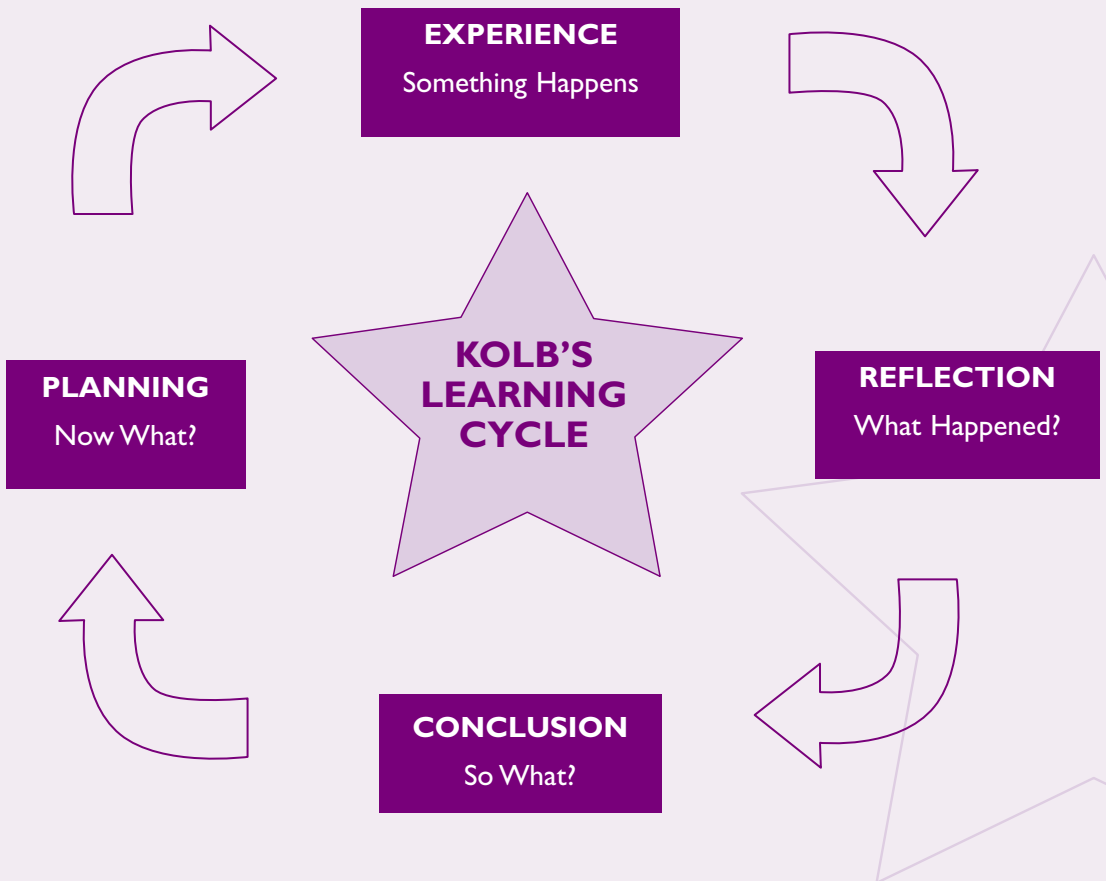 EXPERIENCE
Something Happens
KOLB’S
LEARNING
CYCLE
PLANNING
Now What?
REFLECTION
What Happened?
CONCLUSION
So What?